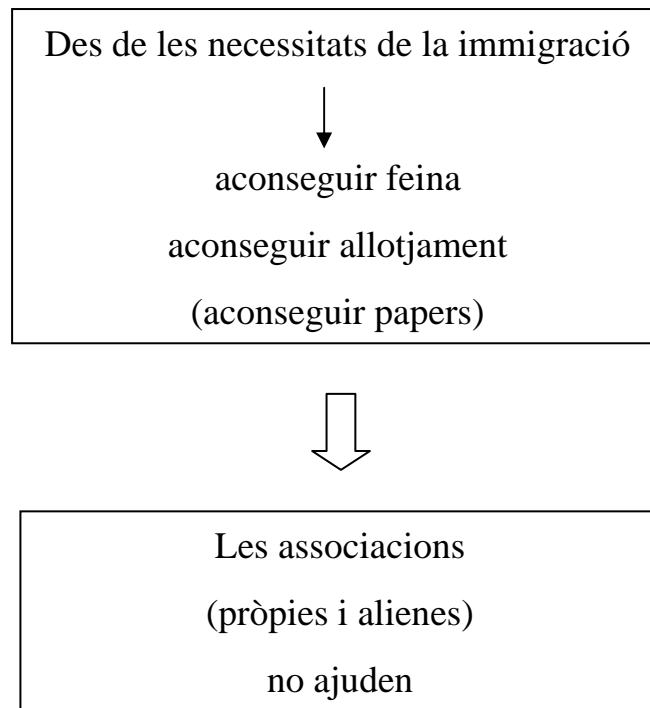 Des de les necessitats de la immigració
aconseguir feina
aconseguir allotjament
(aconseguir papers)
Les associacions
(pròpies i alienes)
no ajuden